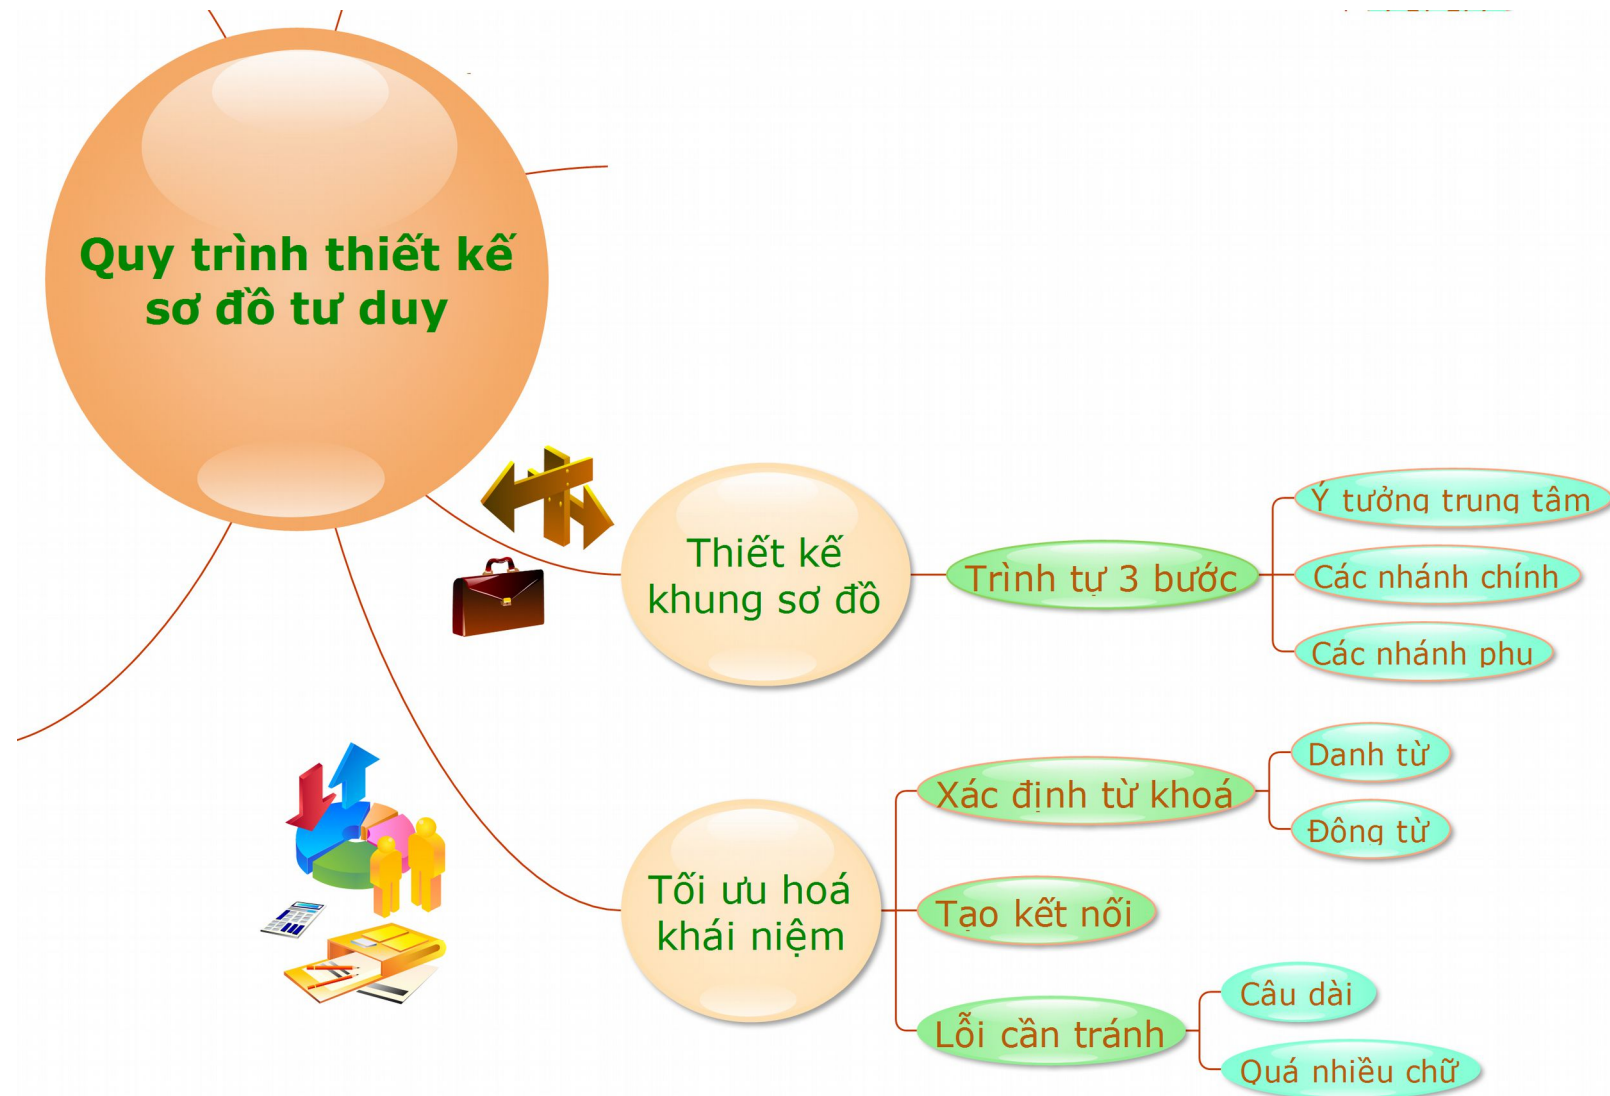 Quy trình thiết kế
sơ đồ tư duy
Thiết kế
khung sơ đồ
Trình tự 3 bước
Ý tưởng trung tâm
Các nhánh chính
Các nhánh phụ
Tối ưu hoá
khái niệm
Xác định từ khoá
Danh từ
Động từ
Tạo kết nối
Lỗi cần tránh
Câu dài
Quá nhiều chữ